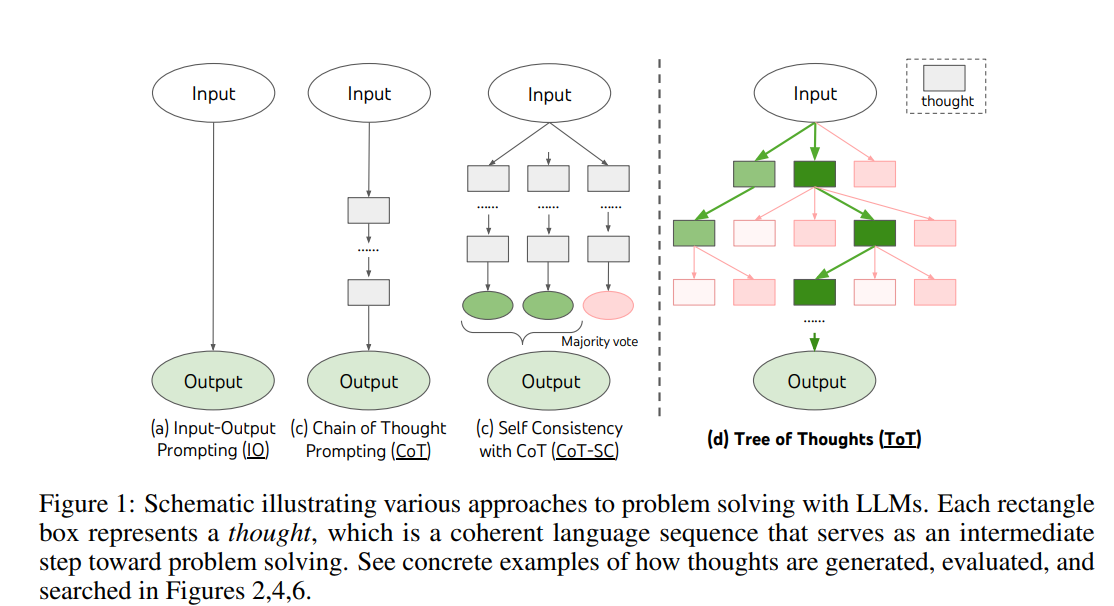 Input
Input
Input
Input
thought
......
......
......
......
......
Majority vote
Output
Output
Output
Output
(a) Input-Output
Prompting (IO)
(c) Chain of Thought
Prompting (CoT)
(c) Self Consistency
with CoT (CoT-SC)
(d) Tree of Thoughts (ToT)
Figure 1: Schematic illustrating various approaches to problem solving with LLMs. Each rectangle
box represents a thought, which is a coherent language sequence that serves as an intermediate
step toward problem solving. See concrete examples of how thoughts are generated, evaluated, and
searched in Figures 2,4,6.